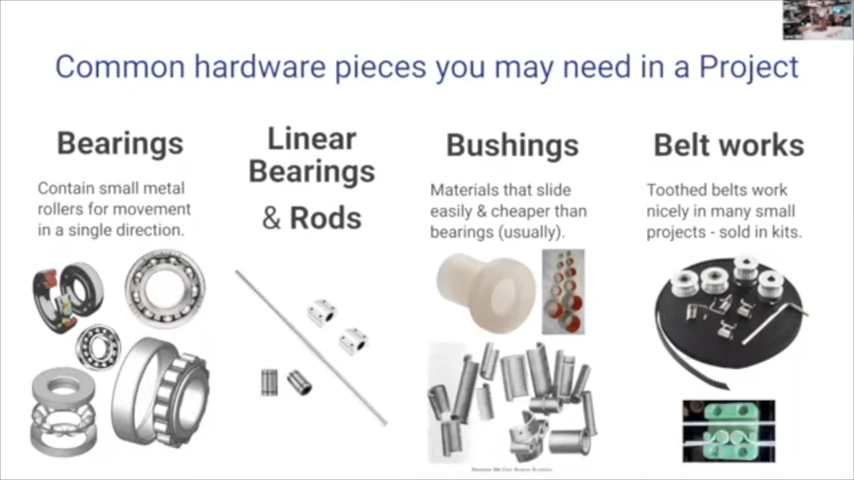 Common hardware pieces you may need in a Project
Bearings
Contain small metal
rollers for movement
in a single direction.
Linear
Bearings
& Rods
Bushings
Materials that slide
easily & cheaper than
bearings (usually).
Belt works
Toothed belts work
nicely in many small
projects - sold in kits.